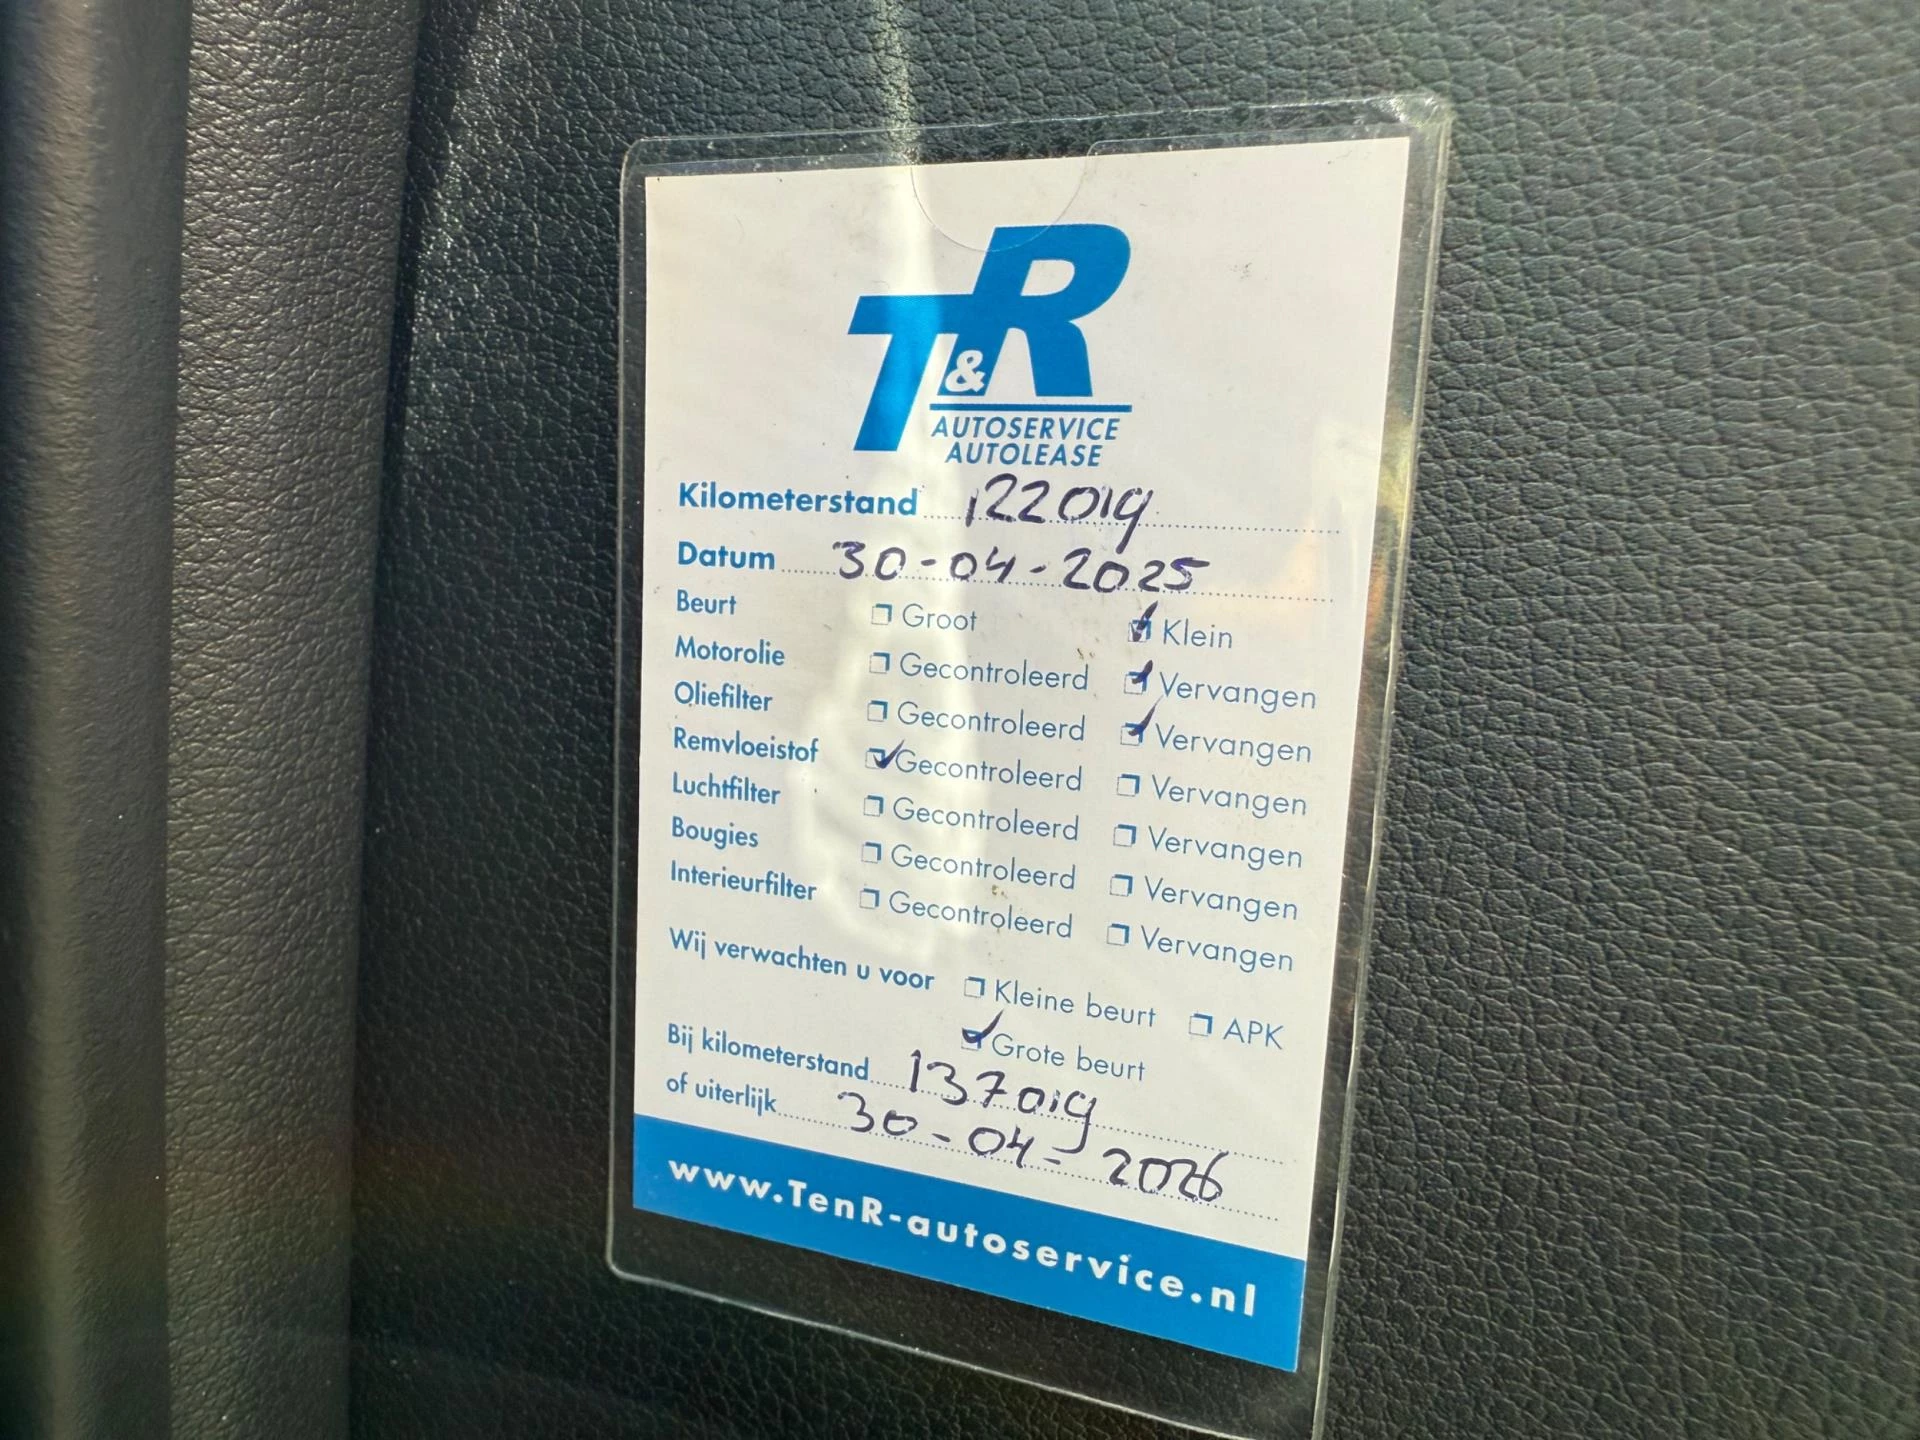 T&R
AUTOSERVICE
AUTOLEASE
Kilometerstand 122019
Datum 30-04-2025
Beurt Groot Klein
Motorolie Gecontroleerd Vervangen
Oliefilter Gecontroleerd Vervangen
Remvloeistof Gecontroleerd Vervangen
Luchtfilter Gecontroleerd Vervangen
Bougies Gecontroleerd Vervangen
Interieurfilter Gecontroleerd Vervangen
Wij verwachten u voor Kleine beurt APK
Grote beurt
Bij kilometerstand 137019
of uiterlijk 30-04-2026
www.TenR-autoservice.nl